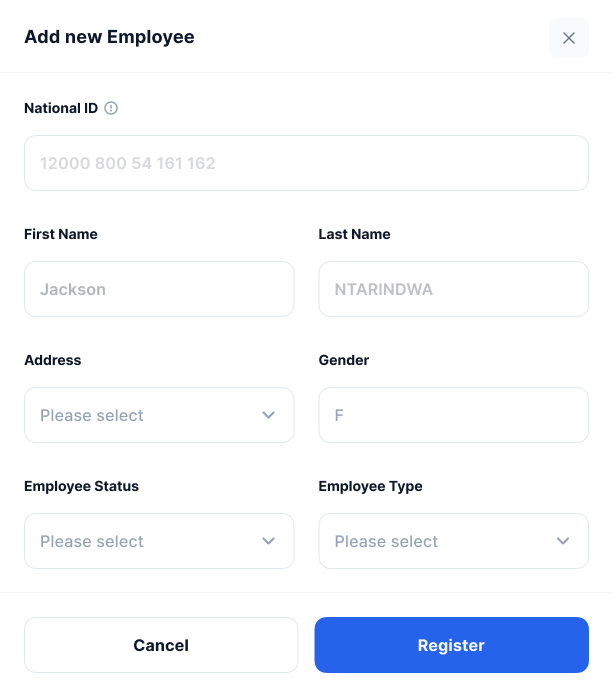 Add new Employee
National ID
12000 800 54 161 162
First Name
Last Name
Jackson
NTARINDWA
Address
Gender
Please select
F
Employee Status
Employee Type
Please select
Please select
Cancel
Register